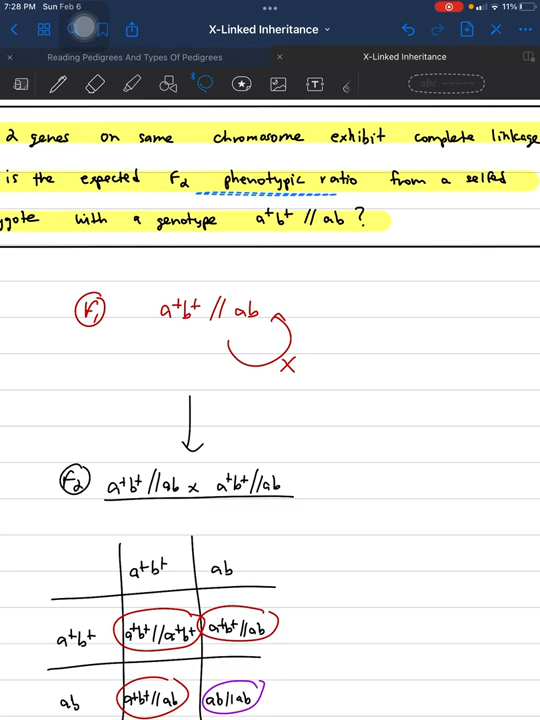 7:28 PM Sun Feb 6 11%
X-Linked Inheritance
Reading Pedigrees And Types Of Pedigrees X-Linked Inheritance
T abc
2 genes on same chromasome exhibit complete linkage
is the expected F2 phenotypic ratio from a selfed
zygote with a genotype a+b+ // ab ?
F1 a+b+ // ab
x
F2 a+b+//ab x a+b+//ab
a+b+ ab
a+b+ a+b+//a+b+ a+b+//ab
ab a+b+//ab ab//ab